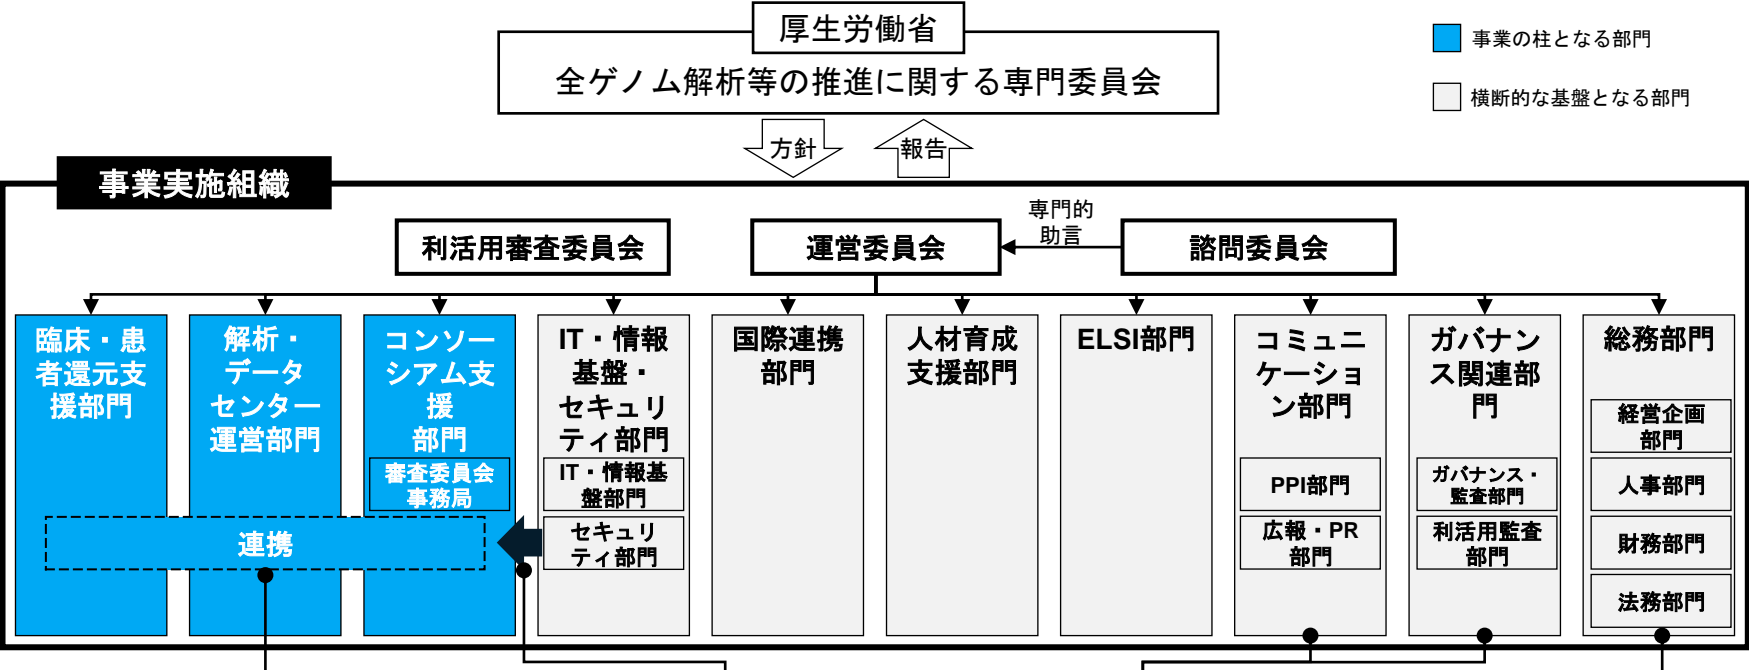 厚生労働省
全ゲノム解析等の推進に関する専門委員会
事業の柱となる部門
横断的な基盤となる部門
方針
報告
事業実施組織
利活用審査委員会
運営委員会
専門的
助言
諮問委員会
臨床・患
者還元支
援部門
解析・
データ
センター
運営部門
コンソー
シアム支
援
部門
審査委員会
事務局
連携
IT・情報
基盤・
セキュリ
ティ部門
IT・情報基
盤部門
セキュリ
ティ部門
国際連携
部門
人材育成
支援部門
ELSI部門
コミュニ
ケーショ
ン部門
PPI部門
広報・PR
部門
ガバナン
ス関連部
門
ガバナンス・
監査部門
利活用監査
部門
総務部門
経営企画
部門
人事部門
財務部門
法務部門